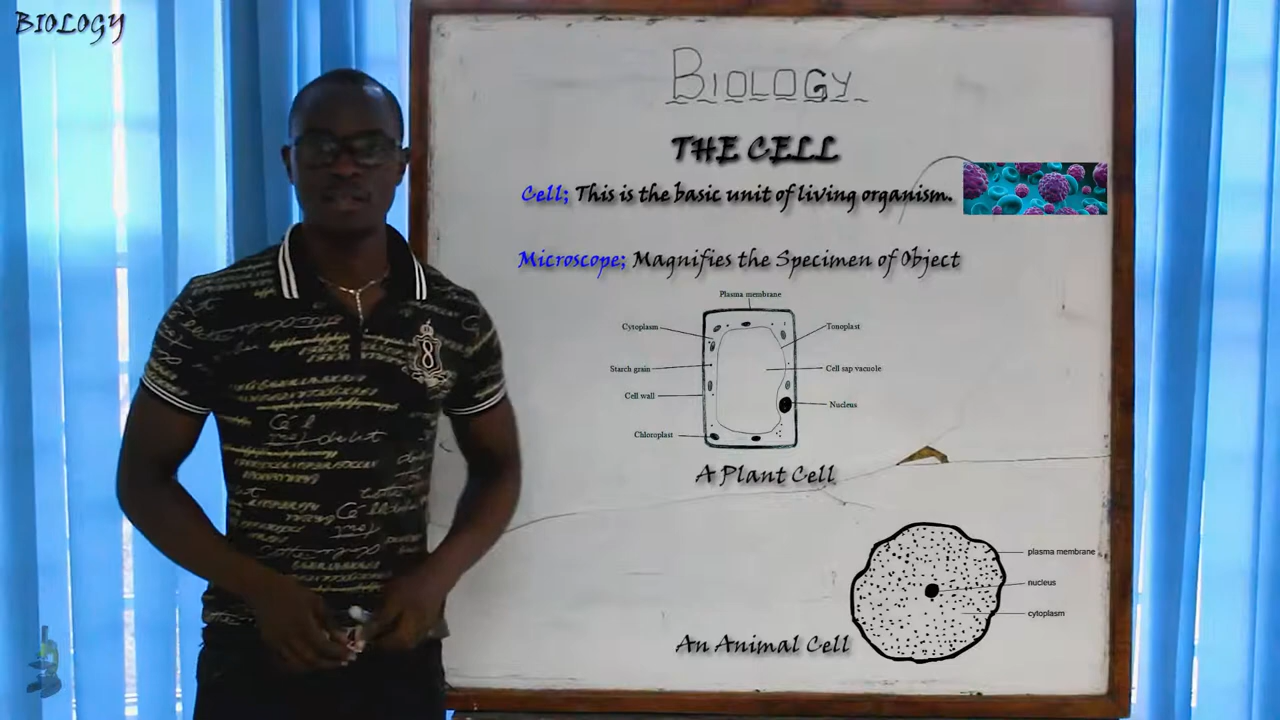 BIOLOGY
BIOLOGY
THE CELL
Cell; This is the basic unit of living organism.
Microscope; Magnifies the Specimen of Object
Plasma membrane
Cytoplasm
Tonoplast
Starch grain
Cell sap vacuole
Cell wall
Nucleus
Chloroplast
A Plant Cell
plasma membrane
nucleus
cytoplasm
An Animal Cell